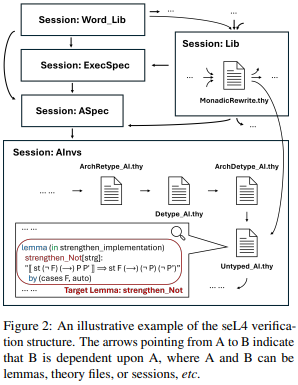 Session: Word_Lib
...
Session: Lib
Session: ExecSpec
...
...
MonadicRewrite.thy
...
Session: ASpec
...
Session: AInvs
ArchRetype_AI.thy
ArchDetype_AI.thy
... ...
Detype_AI.thy
Untyped_AI.thy
... ...
lemma (in strengthen_implementation)
strengthen_Not[strg]:
"⟦ st (¬ F) (⟶) P P' ⟧ ⟹ st F (⟶) (¬ P) (¬ P')"
by (cases F, auto)
... ...
Target Lemma: strengthen_Not
Figure 2: An illustrative example of the seL4 verifica-
tion structure. The arrows pointing from A to B indicate
that B is dependent upon A, where A and B can be
lemmas, theory files, or sessions, etc.